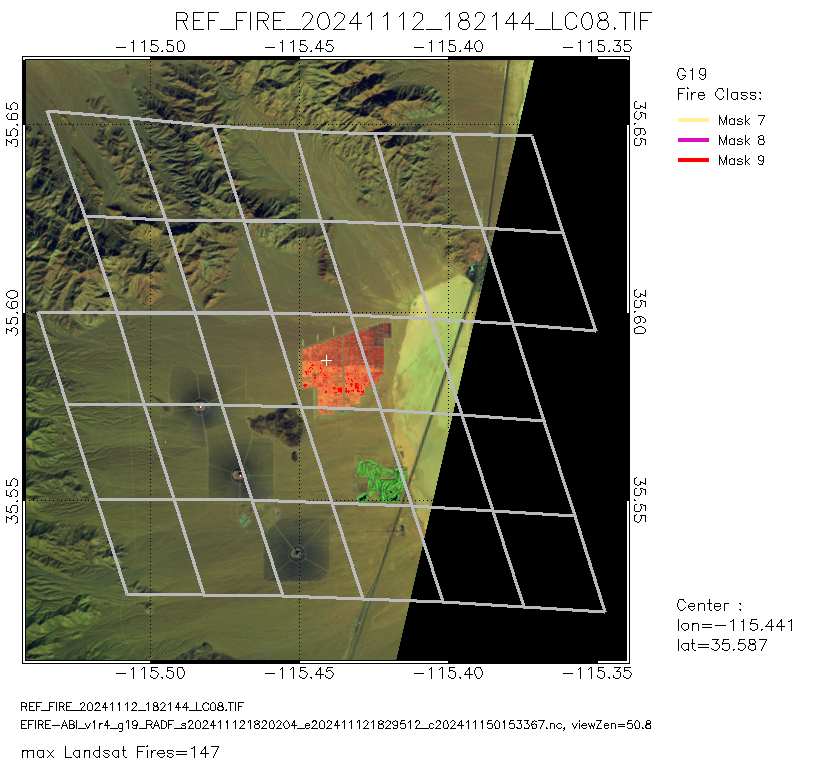 REF_FIRE_20241112_182144_LC08.TIF
-115.50 -115.45 -115.40 -115.35
G19
Fire Class:
Mask 7
Mask 8
Mask 9
35.65 35.65
35.60 35.60
35.55 35.55
Center :
lon=-115.441
lat=35.587
-115.50 -115.45 -115.40 -115.35
REF_FIRE_20241112_182144_LC08.TIF
EFIRE-ABI_v1r4_g19_RADF_s202411121820204_e202411121829512_c202411150153367.nc, viewZen=50.8
max Landsat Fires=147